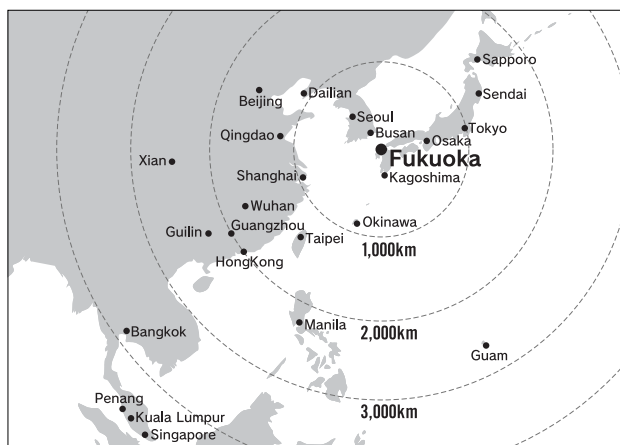 Sapporo
Beijing
Dailian
Sendai
Seoul
Tokyo
Qingdao
Busan
Osaka
Fukuoka
Xian
Shanghai
Kagoshima
Wuhan
Okinawa
Guilin
Guangzhou
Taipei
HongKong
1,000km
Manila
2,000km
Bangkok
Guam
Penang
3,000km
Kuala Lumpur
Singapore